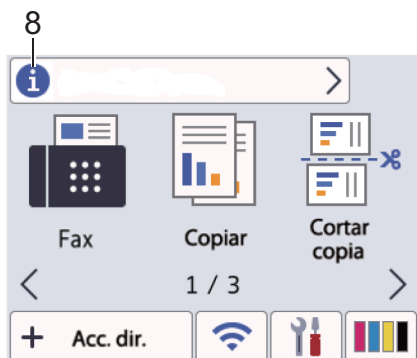 8
i
Fax
Copiar
Cortar
copia
1 / 3
+ Acc. dir.